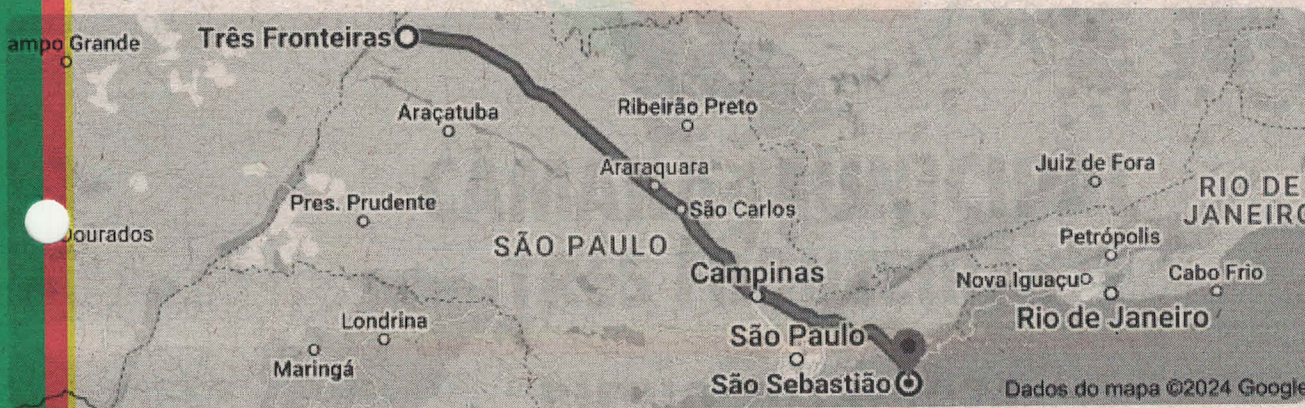 ampo Grande
Três Fronteiras
Araçatuba
Ribeirão Preto
Araraquara
Juiz de Fora
RIO DE
JANEIRO
Pres. Prudente
São Carlos
Dourados
SÃO PAULO
Petrópolis
Campinas
Nova Iguaçu
Cabo Frio
Londrina
Rio de Janeiro
São Paulo
Maringá
São Sebastião
Dados do mapa ©2024 Google